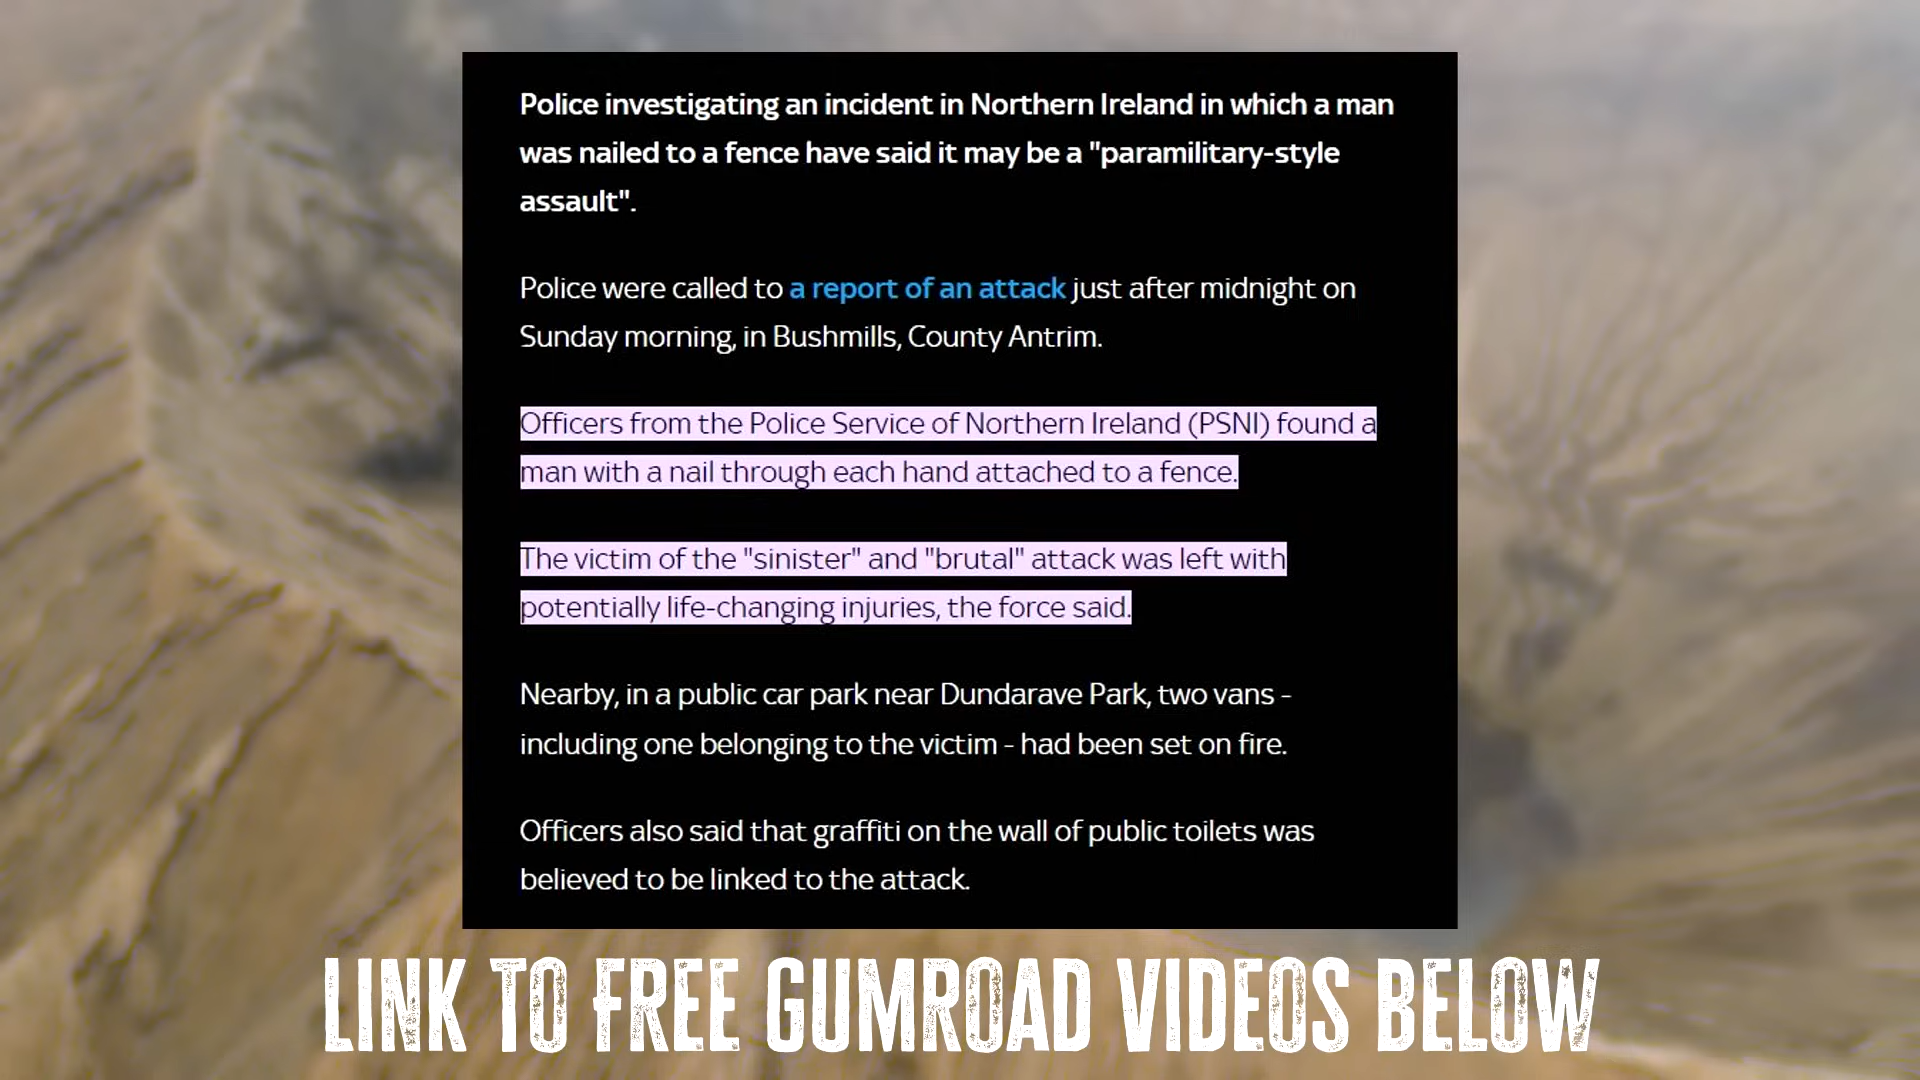 Police investigating an incident in Northern Ireland in which a man
was nailed to a fence have said it may be a "paramilitary-style
assault".
Police were called to a report of an attack just after midnight on
Sunday morning, in Bushmills, County Antrim.
Officers from the Police Service of Northern Ireland (PSNI) found a
man with a nail through each hand attached to a fence.
The victim of the "sinister" and "brutal" attack was left with
potentially life-changing injuries, the force said.
Nearby, in a public car park near Dundarave Park, two vans -
including one belonging to the victim - had been set on fire.
Officers also said that graffiti on the wall of public toilets was
believed to be linked to the attack.
LINK TO FREE GUMROAD VIDEOS BELOW